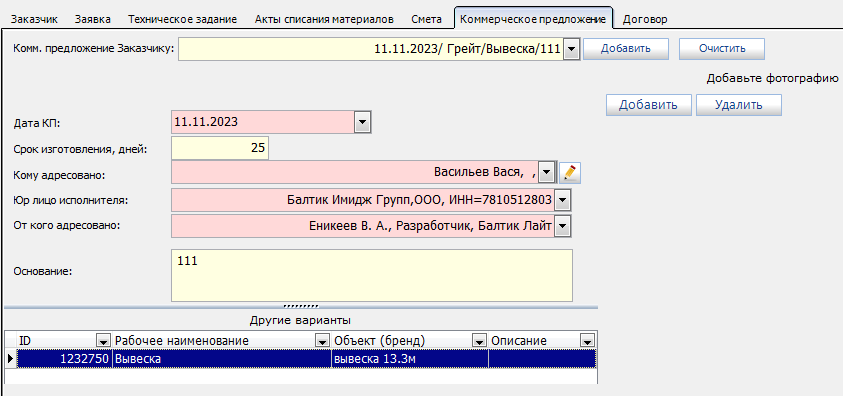 Заказчик Заявка Техническое задание Акты списания материалов Смета Коммерческое предложение Договор
Комм. предложение Заказчику: 11.11.2023/ Грейт/Вывеска/111 Добавить Очистить
Добавьте фотографию
Добавить Удалить
Дата КП: 11.11.2023
Срок изготовления, дней: 25
Кому адресовано: Васильев Вася, ,
Юр лицо исполнителя: Балтик Имидж Групп,ООО, ИНН=7810512803
От кого адресовано: Еникеев В. А., Разработчик, Балтик Лайт
Основание: 111
Другие варианты
ID Рабочее наименование Объект (бренд) Описание
1232750 Вывеска вывеска 13.3м